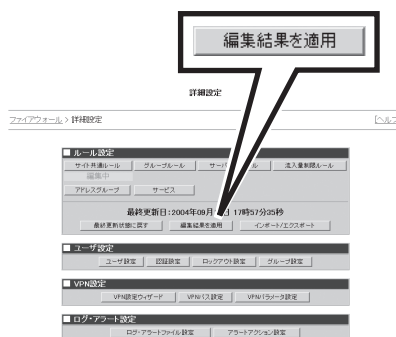 編集結果を適用
詳細設定
ファイアウォール > 詳細設定
[ヘルプ
■ ルール設定
サイト共通ルール グループルール サーバ ル 流入量制限ルール
編集中
アドレスグループ サービス
最終更新日:2004年09月 日 17時57分35秒
最終更新状態に戻す 編集結果を適用 インポート/エクスポート
■ ユーザ設定
ユーザ設定 認証設定 ロックアウト設定 グループ設定
■ VPN設定
VPN設定ウィザード VPNパス設定 VPNパラメータ設定
■ ログ・アラート設定
ログ・アラートファイル設定 アラートアクション設定